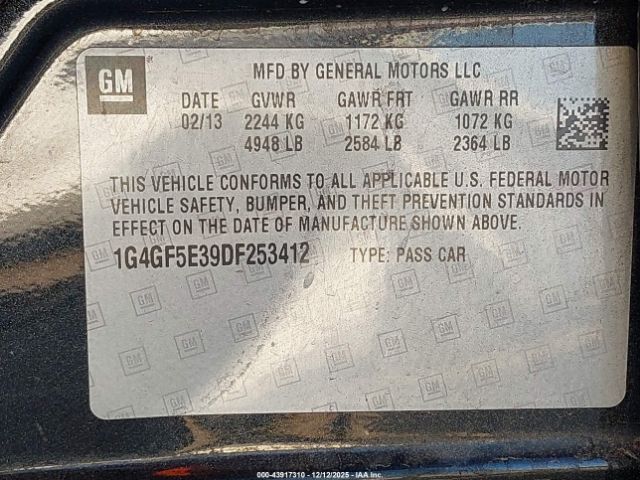 GM
MFD BY GENERAL MOTORS LLC
DATE GVWR GAWR FRT GAWR RR
02/13 2244 KG 1172 KG 1072 KG
4948 LB 2584 LB 2364 LB
THIS VEHICLE CONFORMS TO ALL APPLICABLE U.S. FEDERAL MOTOR
VEHICLE SAFETY, BUMPER, AND THEFT PREVENTION STANDARDS IN
EFFECT ON THE DATE OF MANUFACTURE SHOWN ABOVE.
1G4GF5E39DF253412 TYPE: PASS CAR
000-43917310 - 12/12/2025 - IAA Inc.